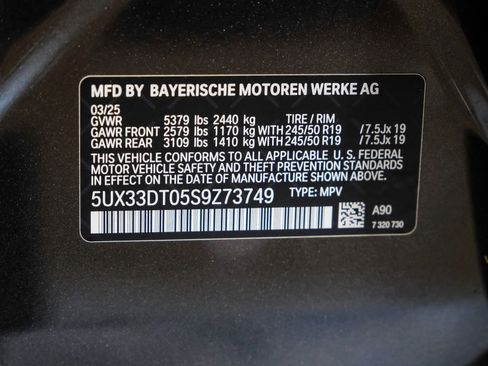 MFD BY BAYERISCHE MOTOREN WERKE AG
03/25
GVWR 5379 lbs 2440 kg TIRE / RIM
GAWR FRONT 2579 lbs 1170 kg WITH 245/50 R19 / 7.5Jx 19
GAWR REAR 3109 lbs 1410 kg WITH 245/50 R19 / 7.5Jx 19
THIS VEHICLE CONFORMS TO ALL APPLICABLE U. S. FEDERAL
MOTOR VEHICLE SAFETY AND THEFT PREVENTION STANDARDS
IN EFFECT ON THE DATE OF MANUFACTURE SHOWN ABOVE.
5UX33DT05S9Z73749 TYPE: MPV
A90
7 320 730